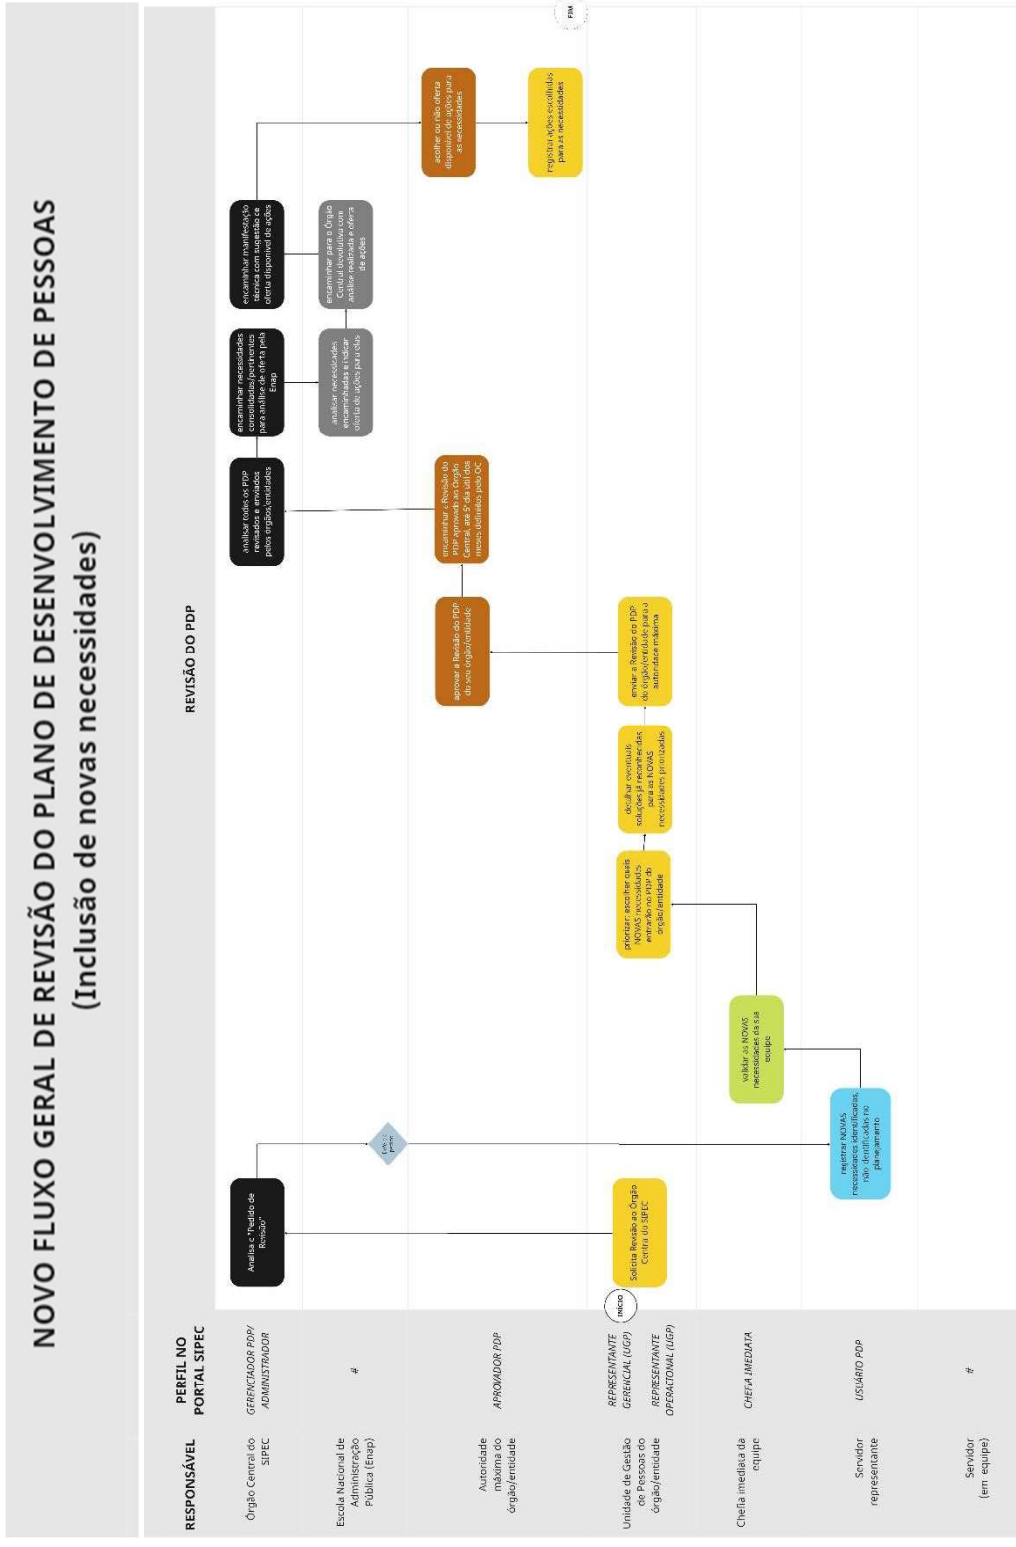 NOVO FLUXO GERAL DE REVISÃO DO PLANO DE DESENVOLVIMENTO DE PESSOAS
(Inclusão de novas necessidades)
RESPONSÁVEL
PERFIL NO
PORTAL SIPEC
REVISÃO DO PDP
Órgão Central do
SIPEC
GERENCIADOR PDP/
ADMINISTRADOR
Analisa o "Pedido de
Revisão"
analisar todos os PDP
revisados e enviados
pelos órgãos/entidades
encaminhar necessidades
consolidadas/pertinentes
para análise de oferta pela
Enap
encaminhar manifestação
técnica com sugestão de
oferta disponível de ações
Escola Nacional de
Administração
Pública (Enap)
#
analisar necessidades
encaminhadas e indicar
oferta de ações para elas
encaminhar para o Órgão
Central devolutiva com
análise realizada e oferta
de ações
Autoridade
máxima do
órgão/entidade
APROVADOR PDP
aprovar a Revisão do PDP
do seu órgão/entidade
encaminhar a Revisão do
PDP aprovado ao Órgão
Central, até 5º dia útil dos
meses definidos pelo OC
acolher ou não oferta
disponível de ações para
as necessidades
Unidade de Gestão
de Pessoas do
órgão/entidade
REPRESENTANTE
GERENCIAL (UGP)
REPRESENTANTE
OPERACIONAL (UGP)
INÍCIO
Solicita Revisão ao Órgão
Central do SIPEC
priorizar: escolher quais
NOVAS necessidades
entrarão no PDP do
órgão/entidade
detalhar eventuais
soluções já reconhecidas
para as NOVAS
necessidades priorizadas
enviar a Revisão do PDP
do órgão/entidade para a
autoridade máxima
registrar ações escolhidas
para as necessidades
FIM
Chefia imediata da
equipe
CHEFIA IMEDIATA
validar as NOVAS
necessidades da sua
equipe
Servidor
representante
USUÁRIO PDP
registrar NOVAS
necessidades identificadas,
não identificadas no
planejamento
Servidor
(em equipe)
#